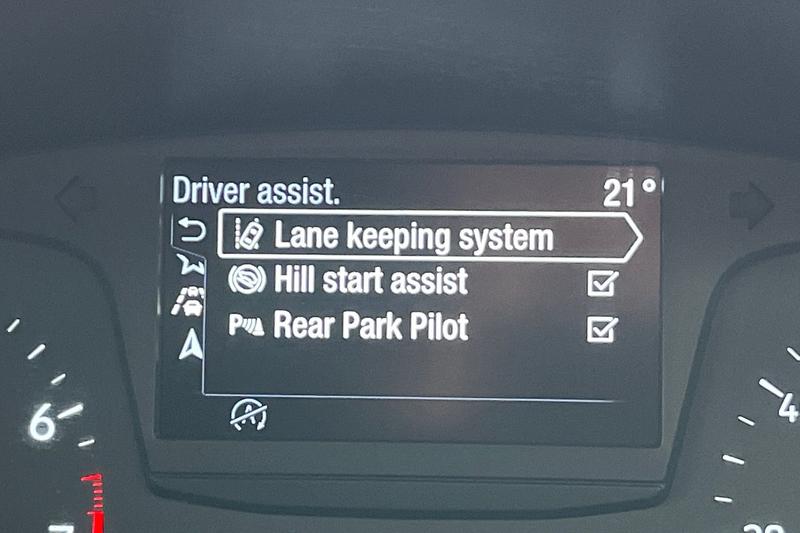 Driver assist. 21°
Lane keeping system
Hill start assist
P Rear Park Pilot
A
6
4